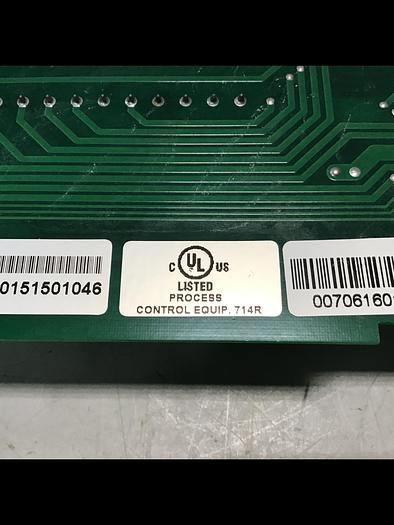 0151501046
C UL US
LISTED
PROCESS
CONTROL EQUIP. 714R
00706160